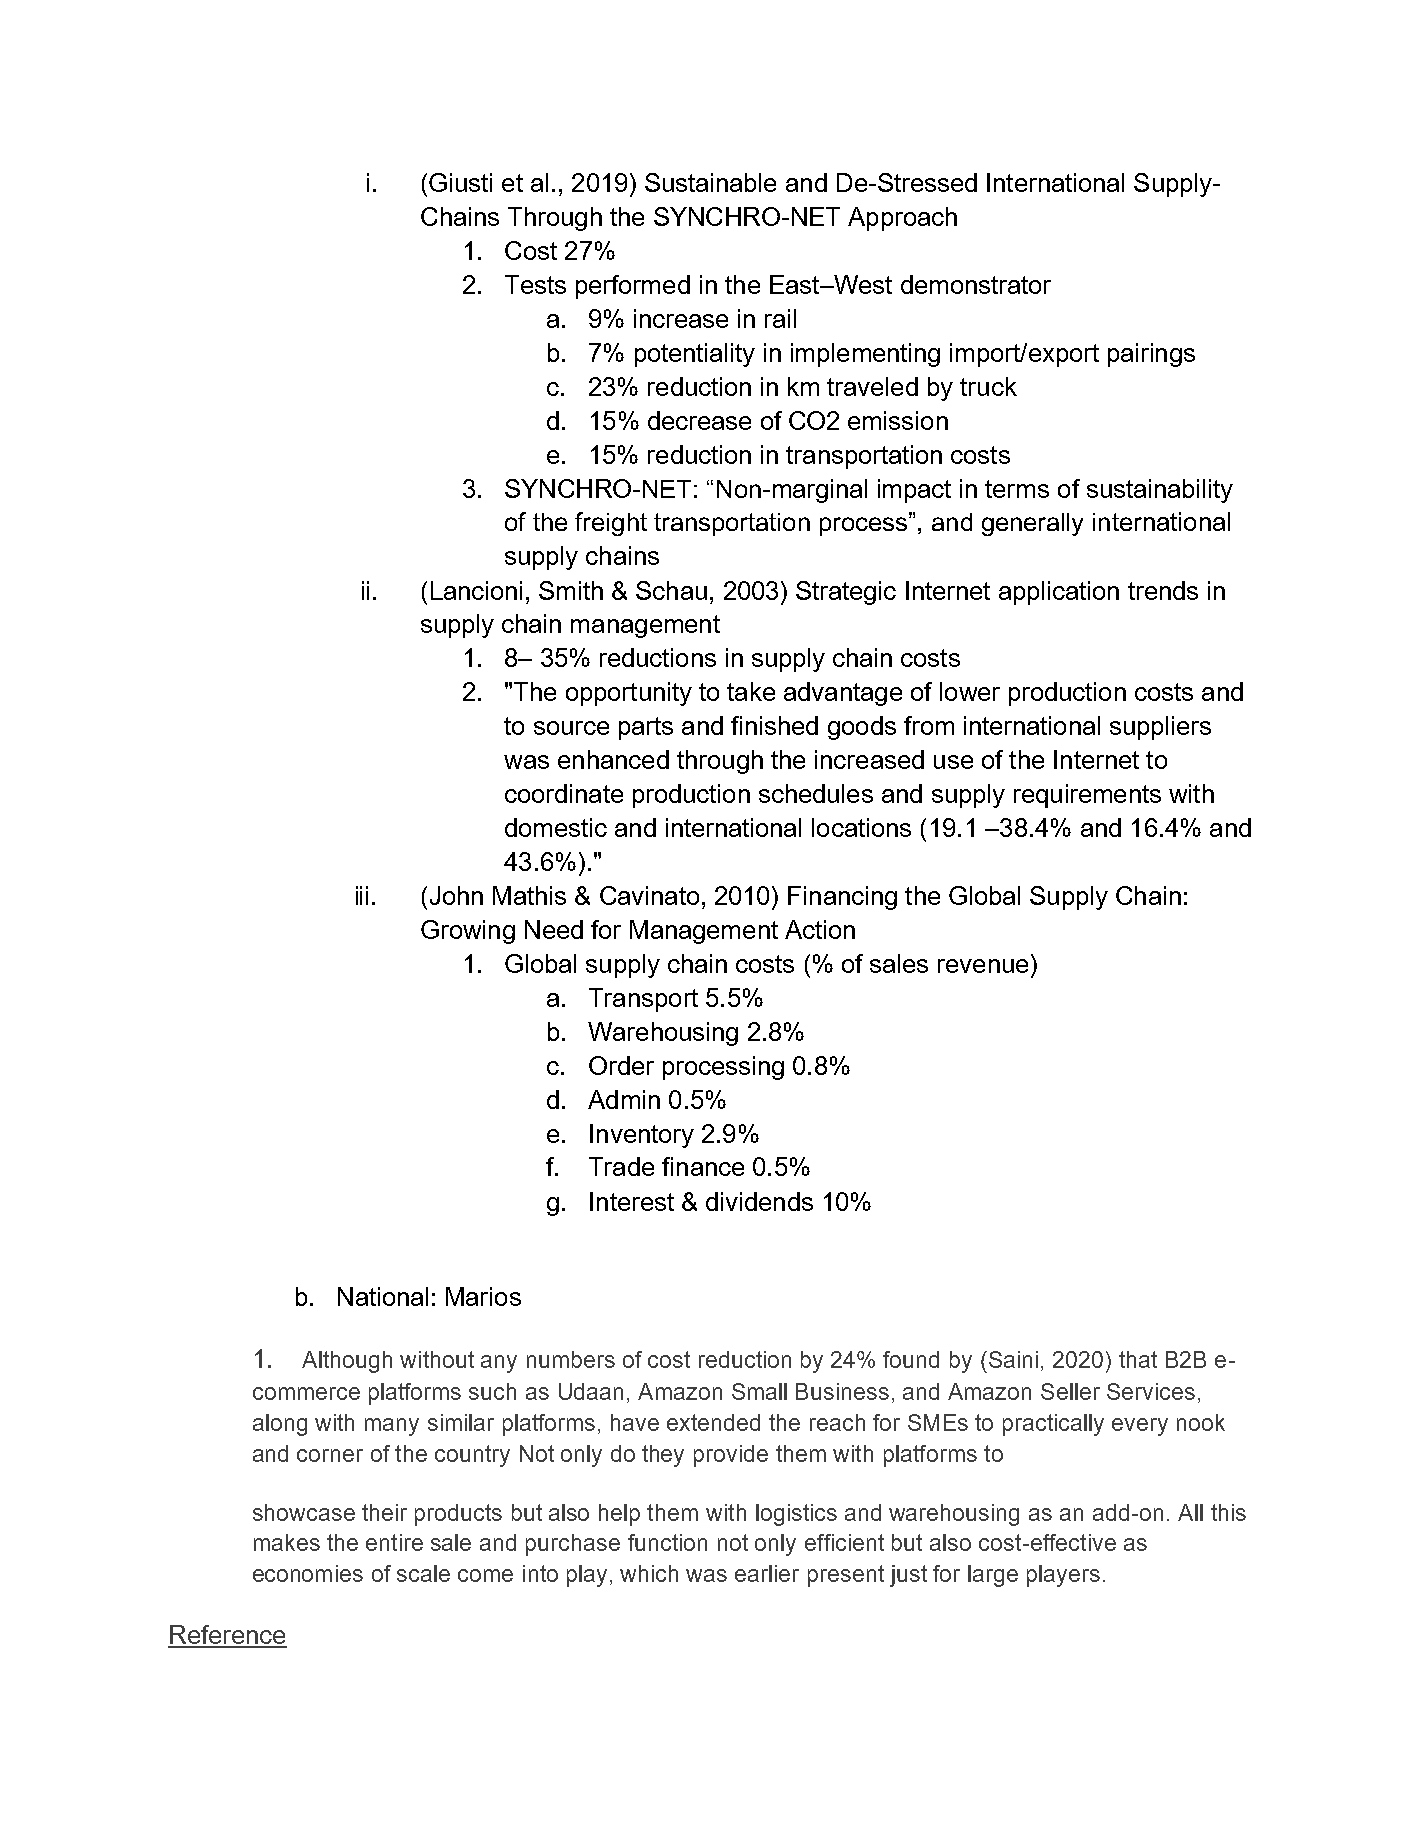 i. (Giusti et al., 2019) Sustainable and De-Stressed International Supply-
Chains Through the SYNCHRO-NET Approach
1. Cost 27%
2. Tests performed in the East–West demonstrator
a. 9% increase in rail
b. 7% potentiality in implementing import/export pairings
c. 23% reduction in km traveled by truck
d. 15% decrease of CO2 emission
e. 15% reduction in transportation costs
3. SYNCHRO-NET: “Non-marginal impact in terms of sustainability
of the freight transportation process”, and generally international
supply chains
ii. (Lancioni, Smith & Schau, 2003) Strategic Internet application trends in
supply chain management
1. 8– 35% reductions in supply chain costs
2. "The opportunity to take advantage of lower production costs and
to source parts and finished goods from international suppliers
was enhanced through the increased use of the Internet to
coordinate production schedules and supply requirements with
domestic and international locations (19.1 –38.4% and 16.4% and
43.6%)."
iii. (John Mathis & Cavinato, 2010) Financing the Global Supply Chain:
Growing Need for Management Action
1. Global supply chain costs (% of sales revenue)
a. Transport 5.5%
b. Warehousing 2.8%
c. Order processing 0.8%
d. Admin 0.5%
e. Inventory 2.9%
f. Trade finance 0.5%
g. Interest & dividends 10%
b. National: Marios
1. Although without any numbers of cost reduction by 24% found by (Saini, 2020) that B2B e-
commerce platforms such as Udaan, Amazon Small Business, and Amazon Seller Services,
along with many similar platforms, have extended the reach for SMEs to practically every nook
and corner of the country Not only do they provide them with platforms to
showcase their products but also help them with logistics and warehousing as an add-on. All this
makes the entire sale and purchase function not only efficient but also cost-effective as
economies of scale come into play, which was earlier present just for large players.
Reference